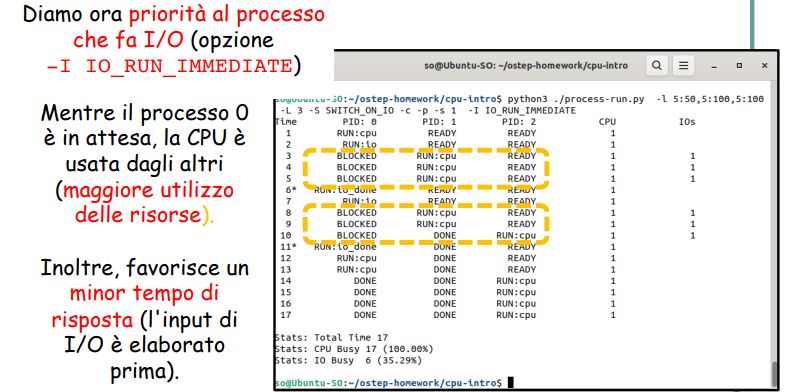 Diamo ora priorità al processo
che fa I/O (opzione
-I IO_RUN_IMMEDIATE)
Mentre il processo 0
è in attesa, la CPU è
usata dagli altri
(maggiore utilizzo
delle risorse).
Inoltre, favorisce un
minor tempo di
risposta (l'input di
I/O è elaborato
prima).
so@Ubuntu-SO: ~/ostep-homework/cpu-intro
so@Ubuntu-SO:~/ostep-homework/cpu-intro$ python3 ./process-run.py -l 5:50,5:100,5:100
-L 3 -S SWITCH_ON_IO -c -p -s 1 -I IO_RUN_IMMEDIATE
Time PID: 0 PID: 1 PID: 2 CPU IOs
1 RUN:cpu READY READY 1
2 RUN:io READY READY 1
3 BLOCKED RUN:cpu READY 1 1
4 BLOCKED RUN:cpu READY 1 1
5 BLOCKED RUN:cpu READY 1 1
6* RUN:io_done READY READY 1
7 RUN:io READY READY 1
8 BLOCKED RUN:cpu READY 1 1
9 BLOCKED RUN:cpu READY 1 1
10 BLOCKED DONE RUN:cpu 1 1
11* RUN:io_done DONE READY 1
12 RUN:cpu DONE READY 1
13 RUN:cpu DONE READY 1
14 DONE DONE RUN:cpu 1
15 DONE DONE RUN:cpu 1
16 DONE DONE RUN:cpu 1
17 DONE DONE RUN:cpu 1
Stats: Total Time 17
Stats: CPU Busy 17 (100.00%)
Stats: IO Busy 6 (35.29%)
so@Ubuntu-SO:~/ostep-homework/cpu-intro$